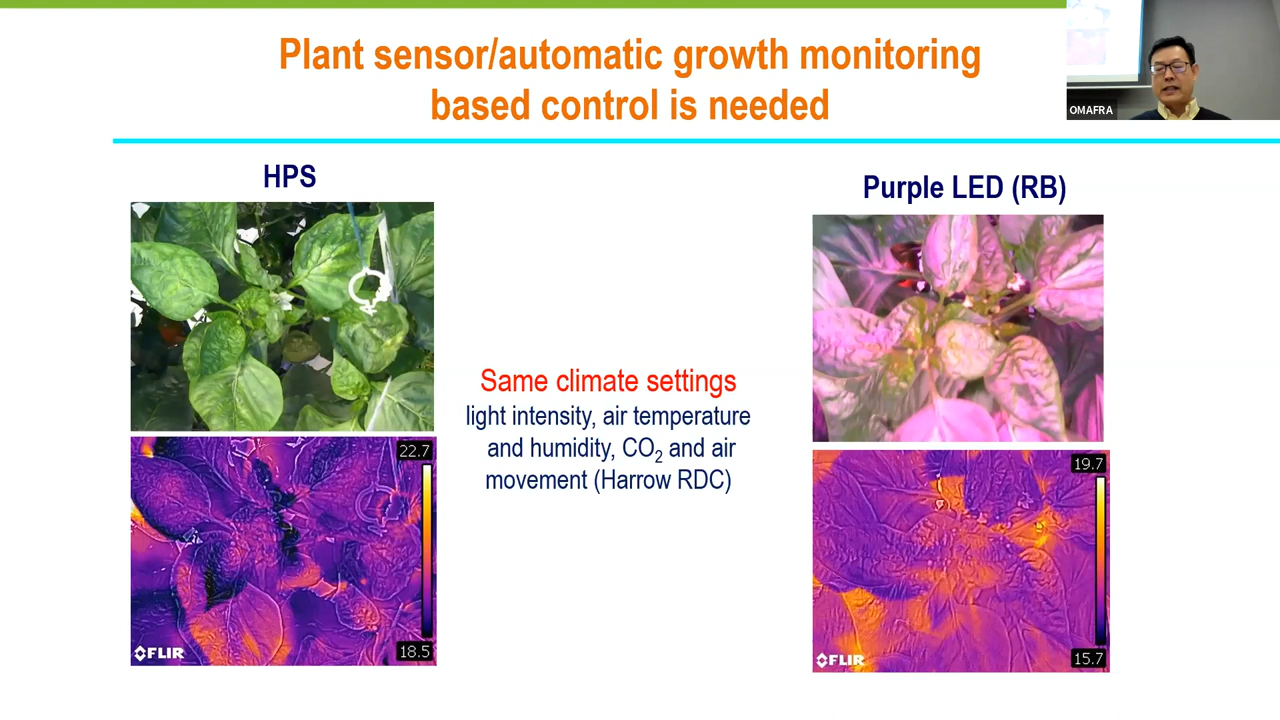 Plant sensor/automatic growth monitoring
based control is needed
OMAFRA
HPS
Purple LED (RB)
Same climate settings
light intensity, air temperature
and humidity, CO₂ and air
movement (Harrow RDC)
22.7
18.5
FLIR
19.7
15.7
FLIR